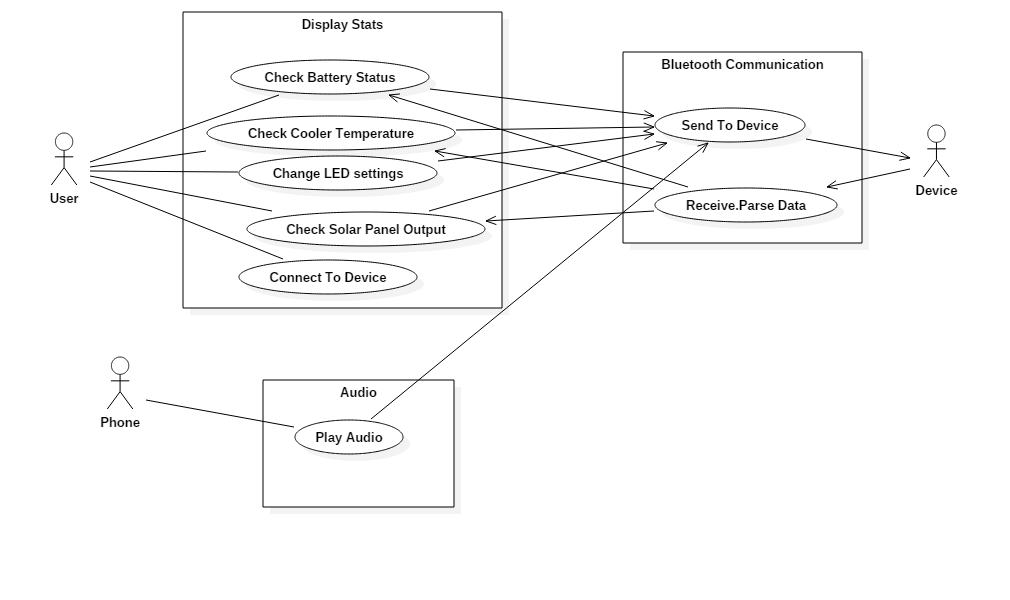 Display Stats
Check Battery Status
Check Cooler Temperature
Change LED settings
Check Solar Panel Output
Connect To Device
Bluetooth Communication
Send To Device
Receive.Parse Data
User
Device
Phone
Audio
Play Audio